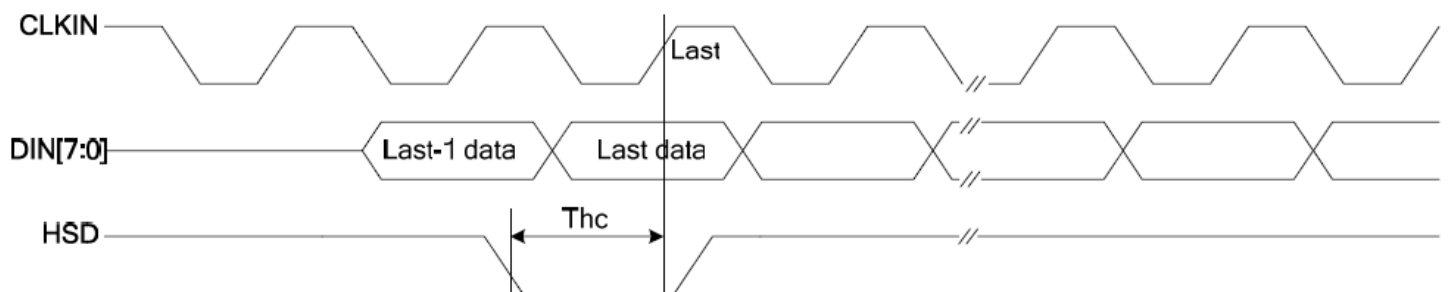 CLKIN
Last
DIN[7:0]
Last-1 data
Last data
HSD
Thc